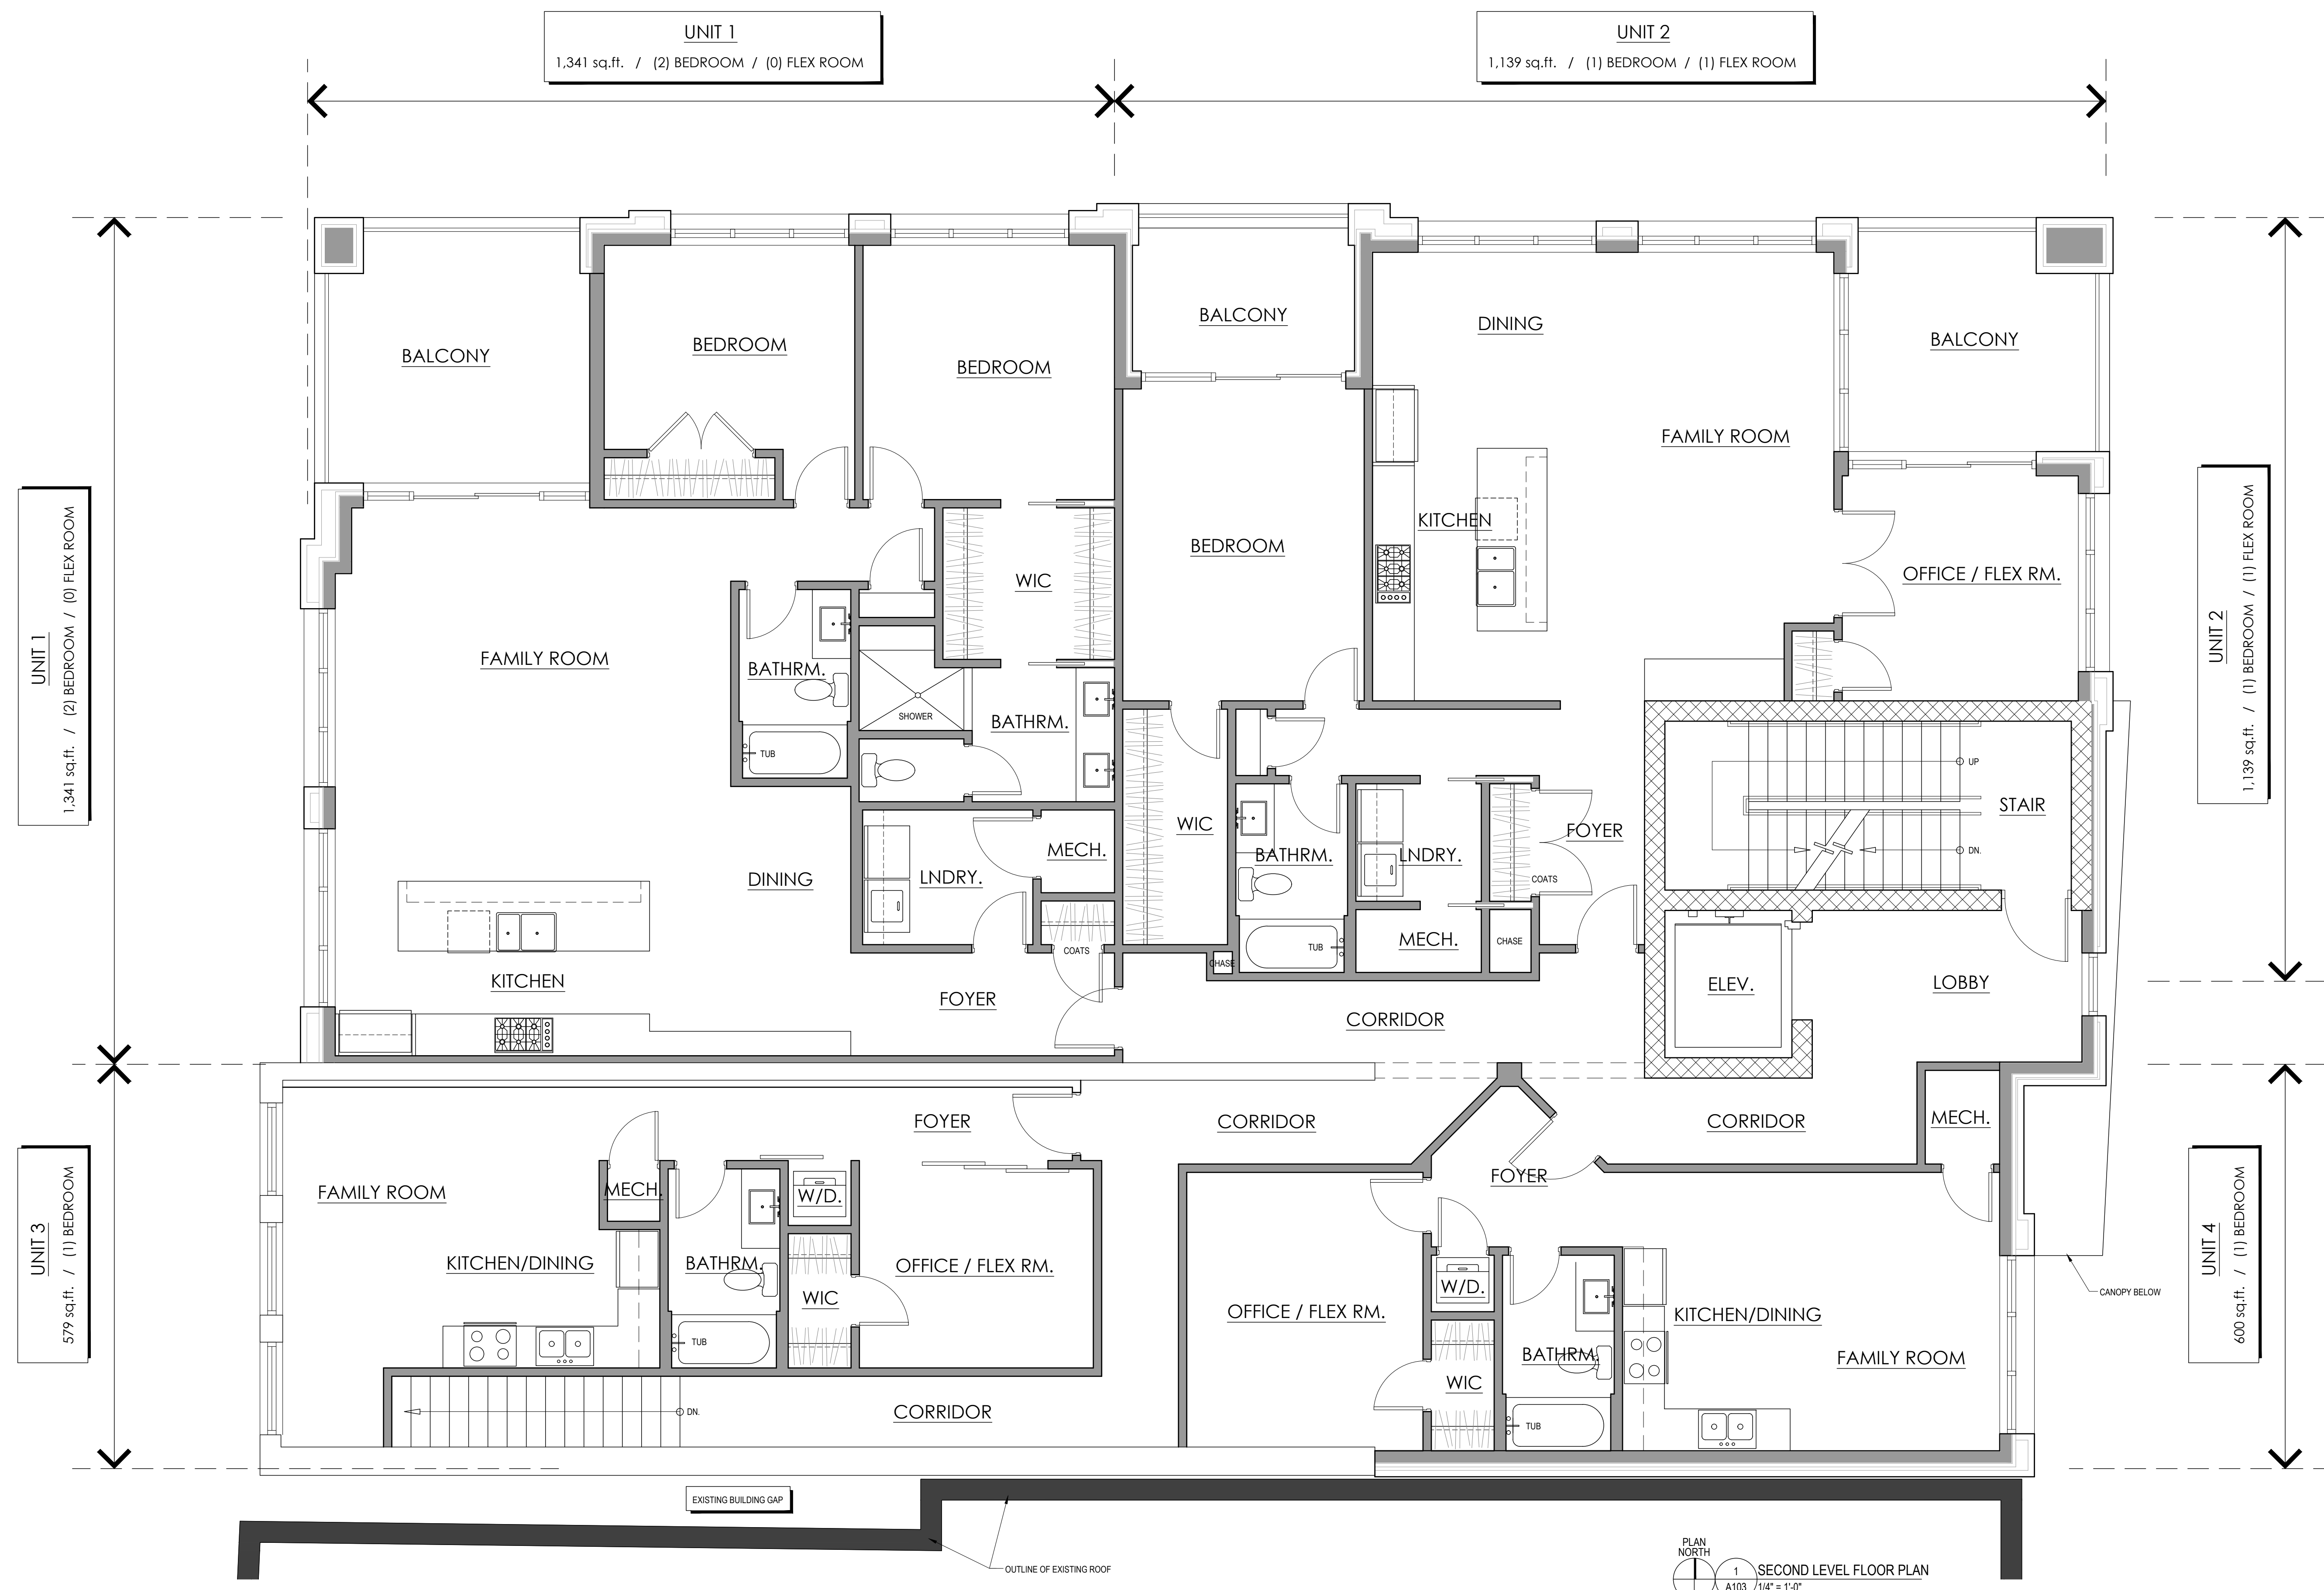 UNIT 1
1,341 sq.ft. / (2) BEDROOM / (0) FLEX ROOM
UNIT 2
1,139 sq.ft. / (1) BEDROOM / (1) FLEX ROOM
UNIT 1
1,341 sq.ft. / (2) BEDROOM / (0) FLEX ROOM
UNIT 2
1,139 sq.ft. / (1) BEDROOM / (1) FLEX ROOM
UNIT 3
579 sq.ft. / (1) BEDROOM
UNIT 4
600 sq.ft. / (1) BEDROOM
BALCONY
BEDROOM
BEDROOM
BALCONY
DINING
BALCONY
FAMILY ROOM
KITCHEN
BEDROOM
OFFICE / FLEX RM.
WIC
FAMILY ROOM
BATHRM.
SHOWER
BATHRM.
TUB
UP
STAIR
DN.
WIC
BATHRM.
LNDRY.
FOYER
COATS
MECH.
LNDRY.
DINING
COATS
TUB
MECH.
CHASE
CHASE
KITCHEN
FOYER
CORRIDOR
ELEV.
LOBBY
FOYER
CORRIDOR
CORRIDOR
MECH.
FAMILY ROOM
MECH.
W/D.
FOYER
KITCHEN/DINING
BATHRM.
OFFICE / FLEX RM.
WIC
W/D.
OFFICE / FLEX RM.
KITCHEN/DINING
CANOPY BELOW
TUB
BATHRM.
FAMILY ROOM
WIC
DN.
CORRIDOR
TUB
EXISTING BUILDING GAP
OUTLINE OF EXISTING ROOF
PLAN
NORTH
1
A103
SECOND LEVEL FLOOR PLAN
1/4" = 1'-0"